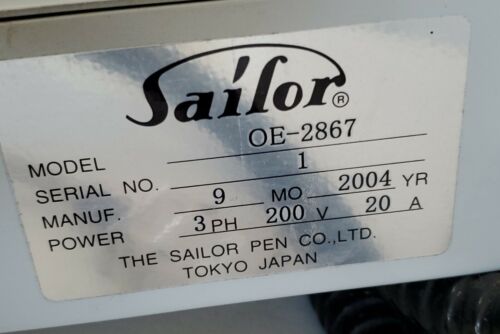 Sailor®
MODEL OE-2867
SERIAL NO. 1
MANUF. 9 MO 2004 YR
POWER 3 PH 200 V 20 A
THE SAILOR PEN CO.,LTD.
TOKYO JAPAN